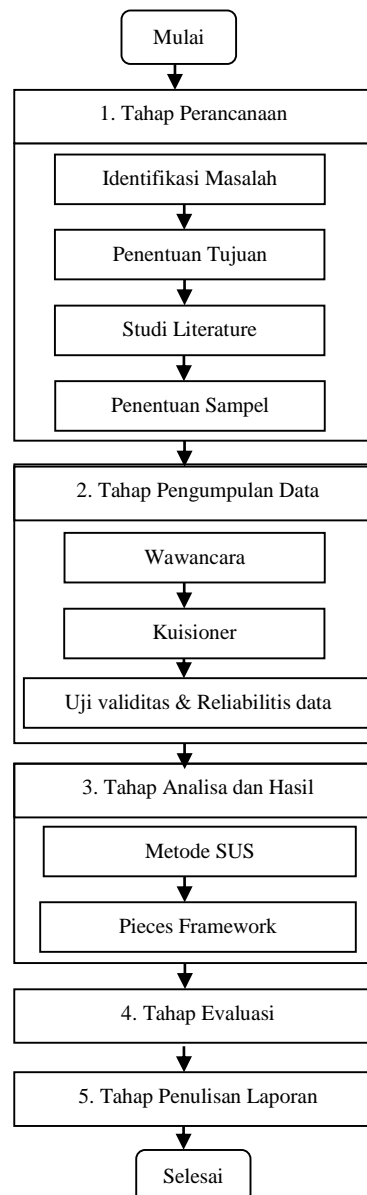 Mulai
1. Tahap Perancanaan
Identifikasi Masalah
Penentuan Tujuan
Studi Literature
Penentuan Sampel
2. Tahap Pengumpulan Data
Wawancara
Kuisioner
Uji validitas & Reliabilitis data
3. Tahap Analisa dan Hasil
Metode SUS
Pieces Framework
4. Tahap Evaluasi
5. Tahap Penulisan Laporan
Selesai